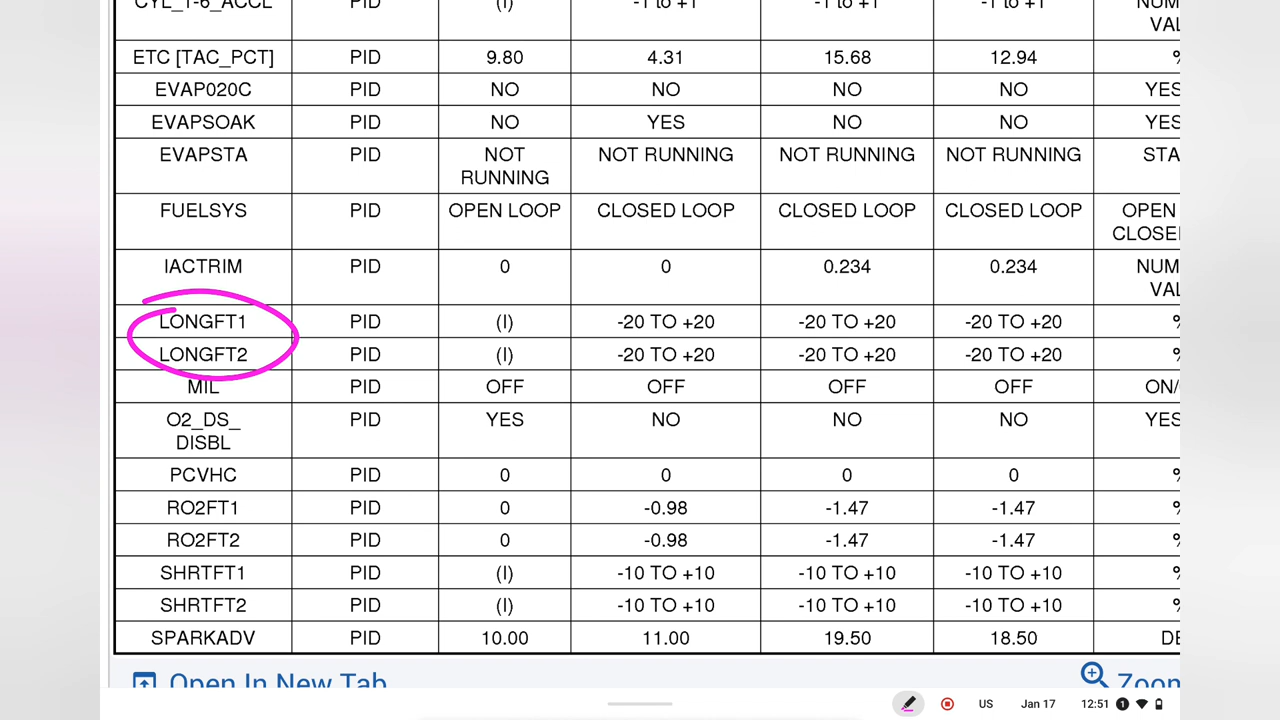 CYL_1-6_ACCL PID (I) -1 to +1 -1 to +1 -1 to +1 NUM
VAL
ETC [TAC_PCT] PID 9.80 4.31 15.68 12.94 %
EVAP020C PID NO NO NO NO YES
EVAPSOAK PID NO YES NO NO YES
EVAPSTA PID NOT NOT RUNNING NOT RUNNING NOT RUNNING STA
RUNNING
FUELSYS PID OPEN LOOP CLOSED LOOP CLOSED LOOP CLOSED LOOP OPEN
CLOSE
IACTRIM PID 0 0 0.234 0.234 NUM
VAL
LONGFT1 PID (I) -20 TO +20 -20 TO +20 -20 TO +20 %
LONGFT2 PID (I) -20 TO +20 -20 TO +20 -20 TO +20 %
MIL PID OFF OFF OFF OFF ON/
O2_DS_ PID YES NO NO NO YES
DISBL
PCVHC PID 0 0 0 0 %
RO2FT1 PID 0 -0.98 -1.47 -1.47 %
RO2FT2 PID 0 -0.98 -1.47 -1.47 %
SHRTFT1 PID (I) -10 TO +10 -10 TO +10 -10 TO +10 %
SHRTFT2 PID (I) -10 TO +10 -10 TO +10 -10 TO +10 %
SPARKADV PID 10.00 11.00 19.50 18.50 DE
Open In New Tab Zoom
US Jan 17 12:51 1